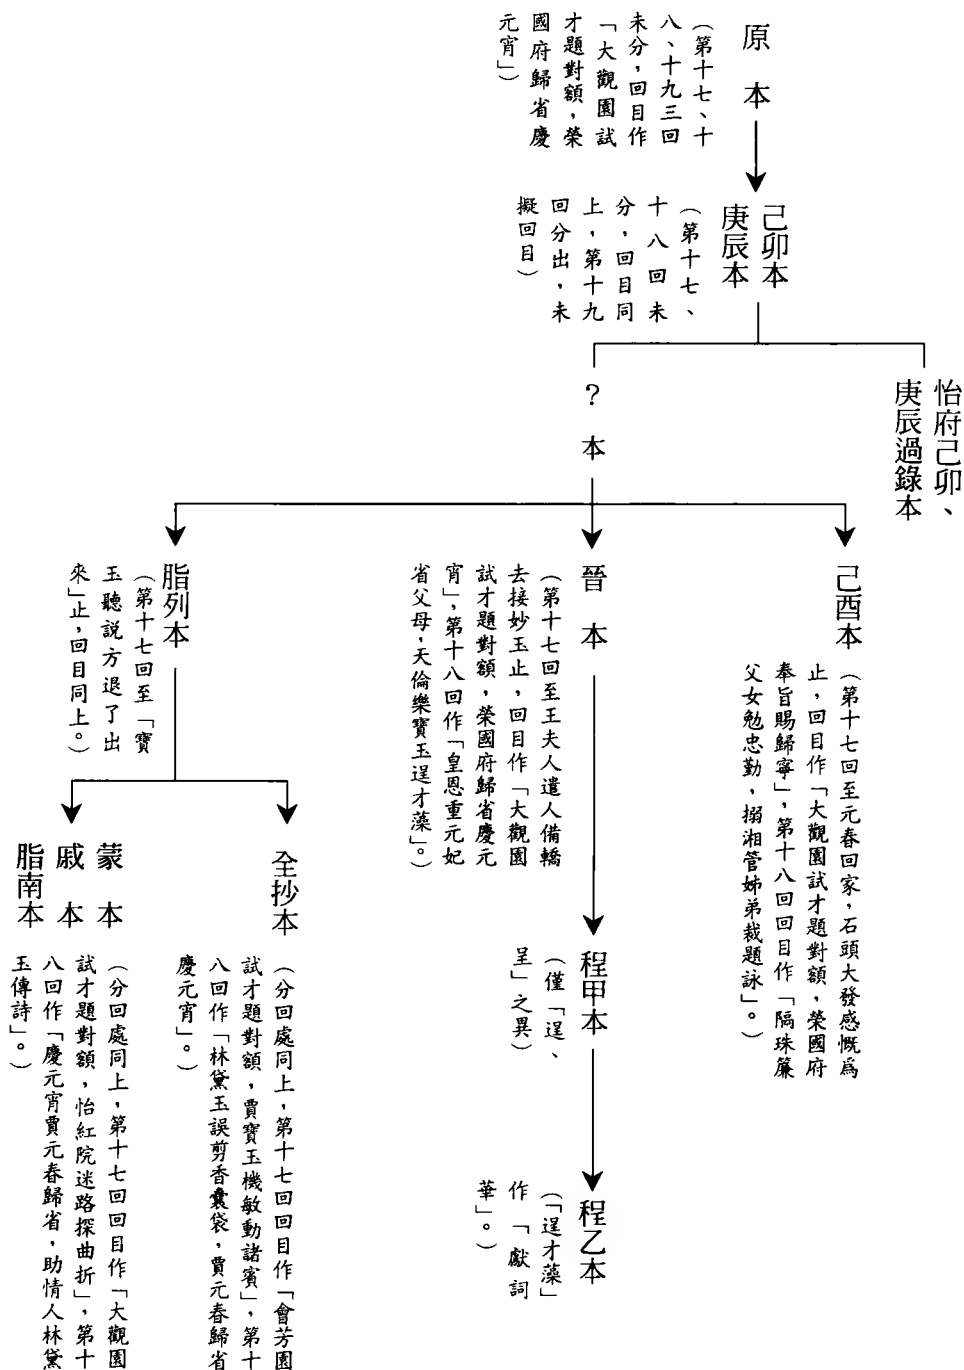 原本
（第十七、十
八、十九三回
未分，回目作
「大觀園試
才題對額，榮
國府歸省慶
元宵」）
己卯本
庚辰本
（第十七、
十八回未
分，回目同
上，第十九
回分出，未
擬回目）
怡府己卯、
庚辰過錄本
？本
己酉本
（第十七回至元春回家，石頭大發感慨爲
止，回目作「大觀園試才題對額，榮國府
奉旨賜歸寧」，第十八回回目作「隔珠簾
父女勉忠勤，搦湘管姊弟裁題詠」。）
晉本
（第十七回至王夫人遣人備轎
去接妙玉止，回目作「大觀園
試才題對額，榮國府歸省慶元
宵」，第十八回作「皇恩重元妃
省父母，天倫樂寶玉逞才藻」。）
程甲本
（僅「逞、
呈」之異）
程乙本
（「逞才藻」
作「獻詞
華」。）
脂列本
（第十七回至「寶
玉聽說方退了出
來」止，回目同上。）
全抄本
（分回處同上，第十七回回目作「會芳園
試才題對額，賈寶玉機敏動諸賓」，第十
八回作「林黛玉誤剪香囊袋，賈元春歸省
慶元宵」。）
蒙本
戚本
脂南本
（分回處同上，第十七回回目作「大觀園
試才題對額，怡紅院迷路探曲折」，第十
八回作「慶元宵賈元春歸省，助情人林黛
玉傳詩」。）